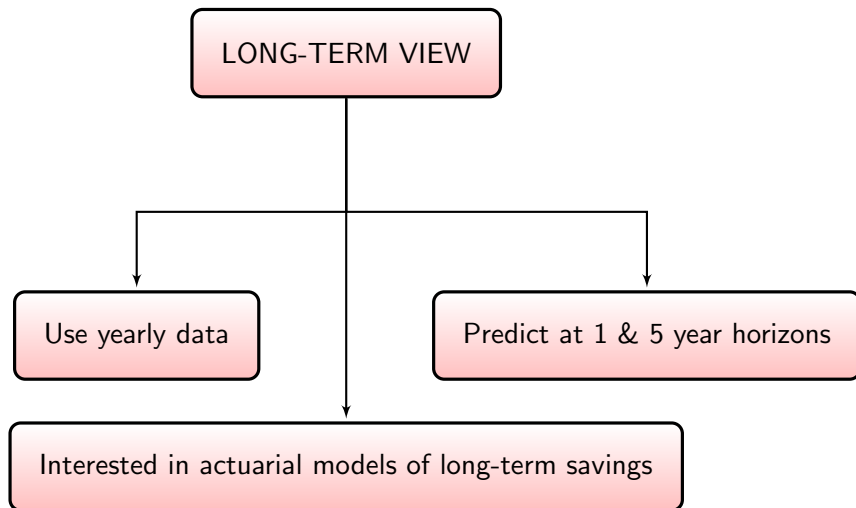 LONG-TERM VIEW
Use yearly data
Predict at 1 & 5 year horizons
Interested in actuarial models of long-term savings